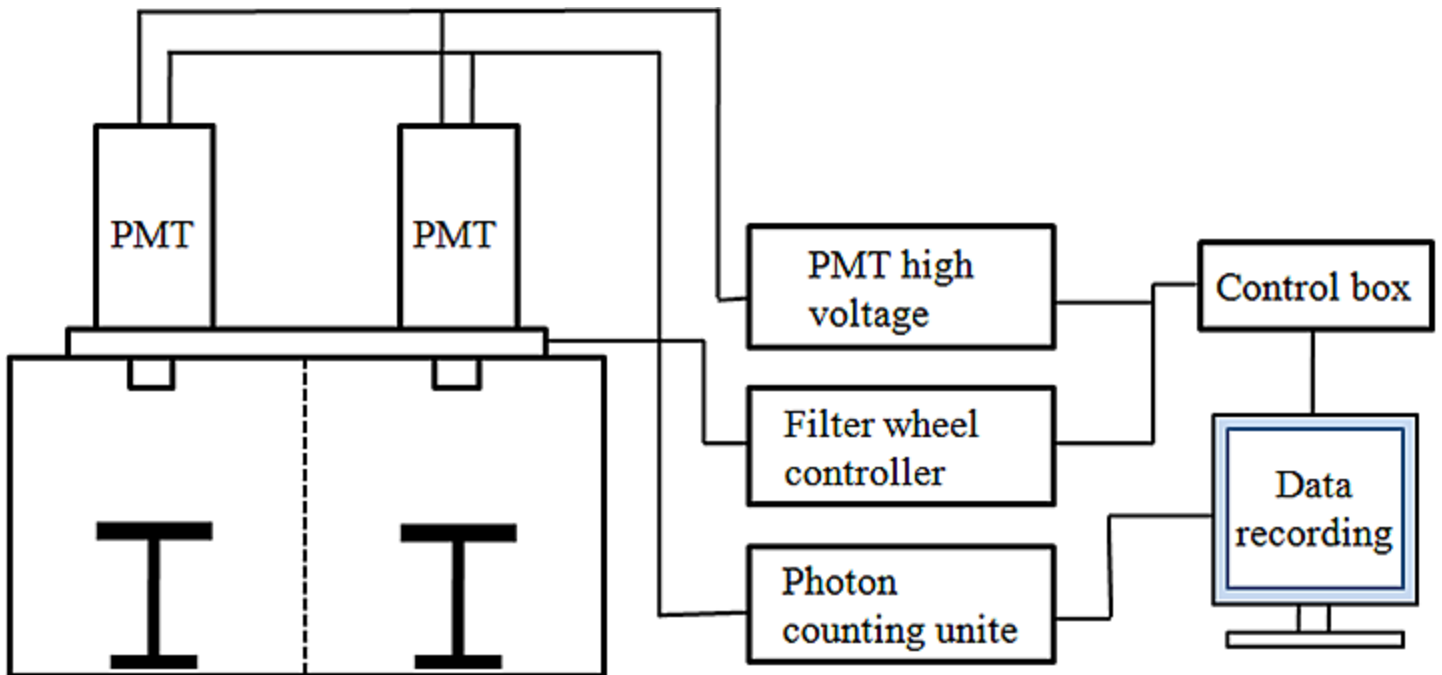 PMT
PMT
PMT high
voltage
Control box
Filter wheel
controller
Data
recording
Photon
counting unite